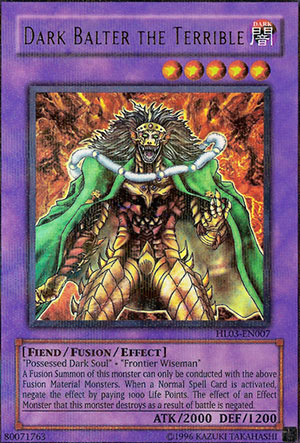 DARK BALTER THE TERRIBLE
DARK
闇
HL03-EN007
[FIEND/FUSION/EFFECT]
"Possessed Dark Soul" + "Frontier Wiseman"
A Fusion Summon of this monster can only be conducted with the above
Fusion Material Monsters. When a Normal Spell Card is activated,
negate the effect by paying 1000 Life Points. The effect of an Effect
Monster that this monster destroys as a result of battle is negated.
ATK/2000 DEF/1200
80071763
©1996 KAZUKI TAKAHASHI